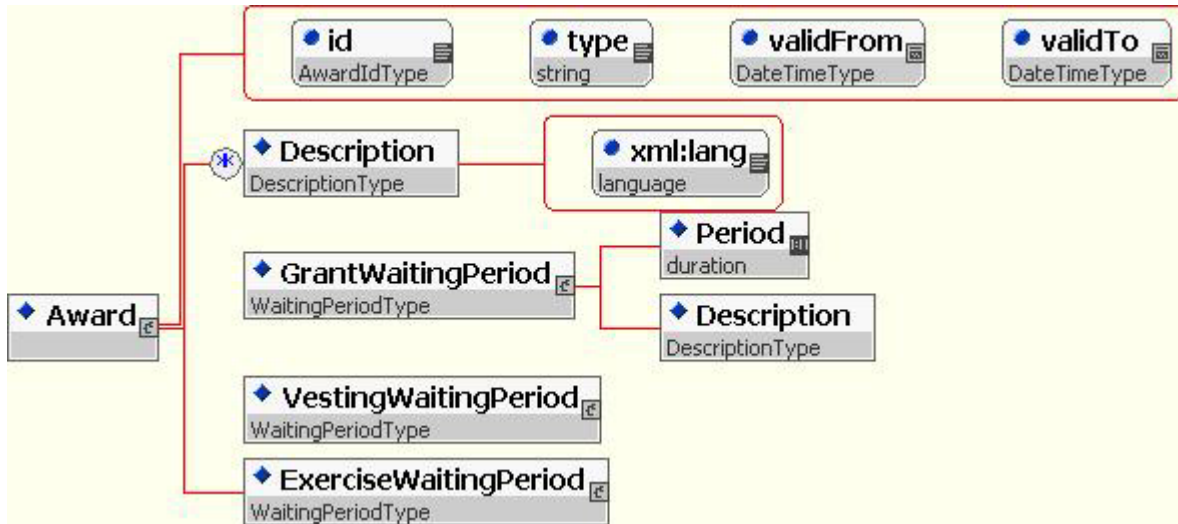 id
AwardIdType
type
string
validFrom
DateTimeType
validTo
DateTimeType
Description
DescriptionType
xml:lang
language
Period
duration
GrantWaitingPeriod
WaitingPeriodType
Description
DescriptionType
Award
VestingWaitingPeriod
WaitingPeriodType
ExerciseWaitingPeriod
WaitingPeriodType